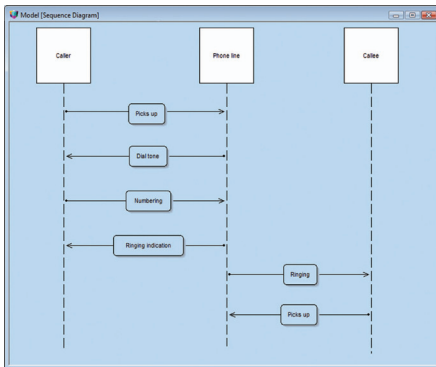 Model [Sequence Diagram]
Caller
Phone line
Callee
Picks up
Dial tone
Numbering
Ringing indication
Ringing
Picks up